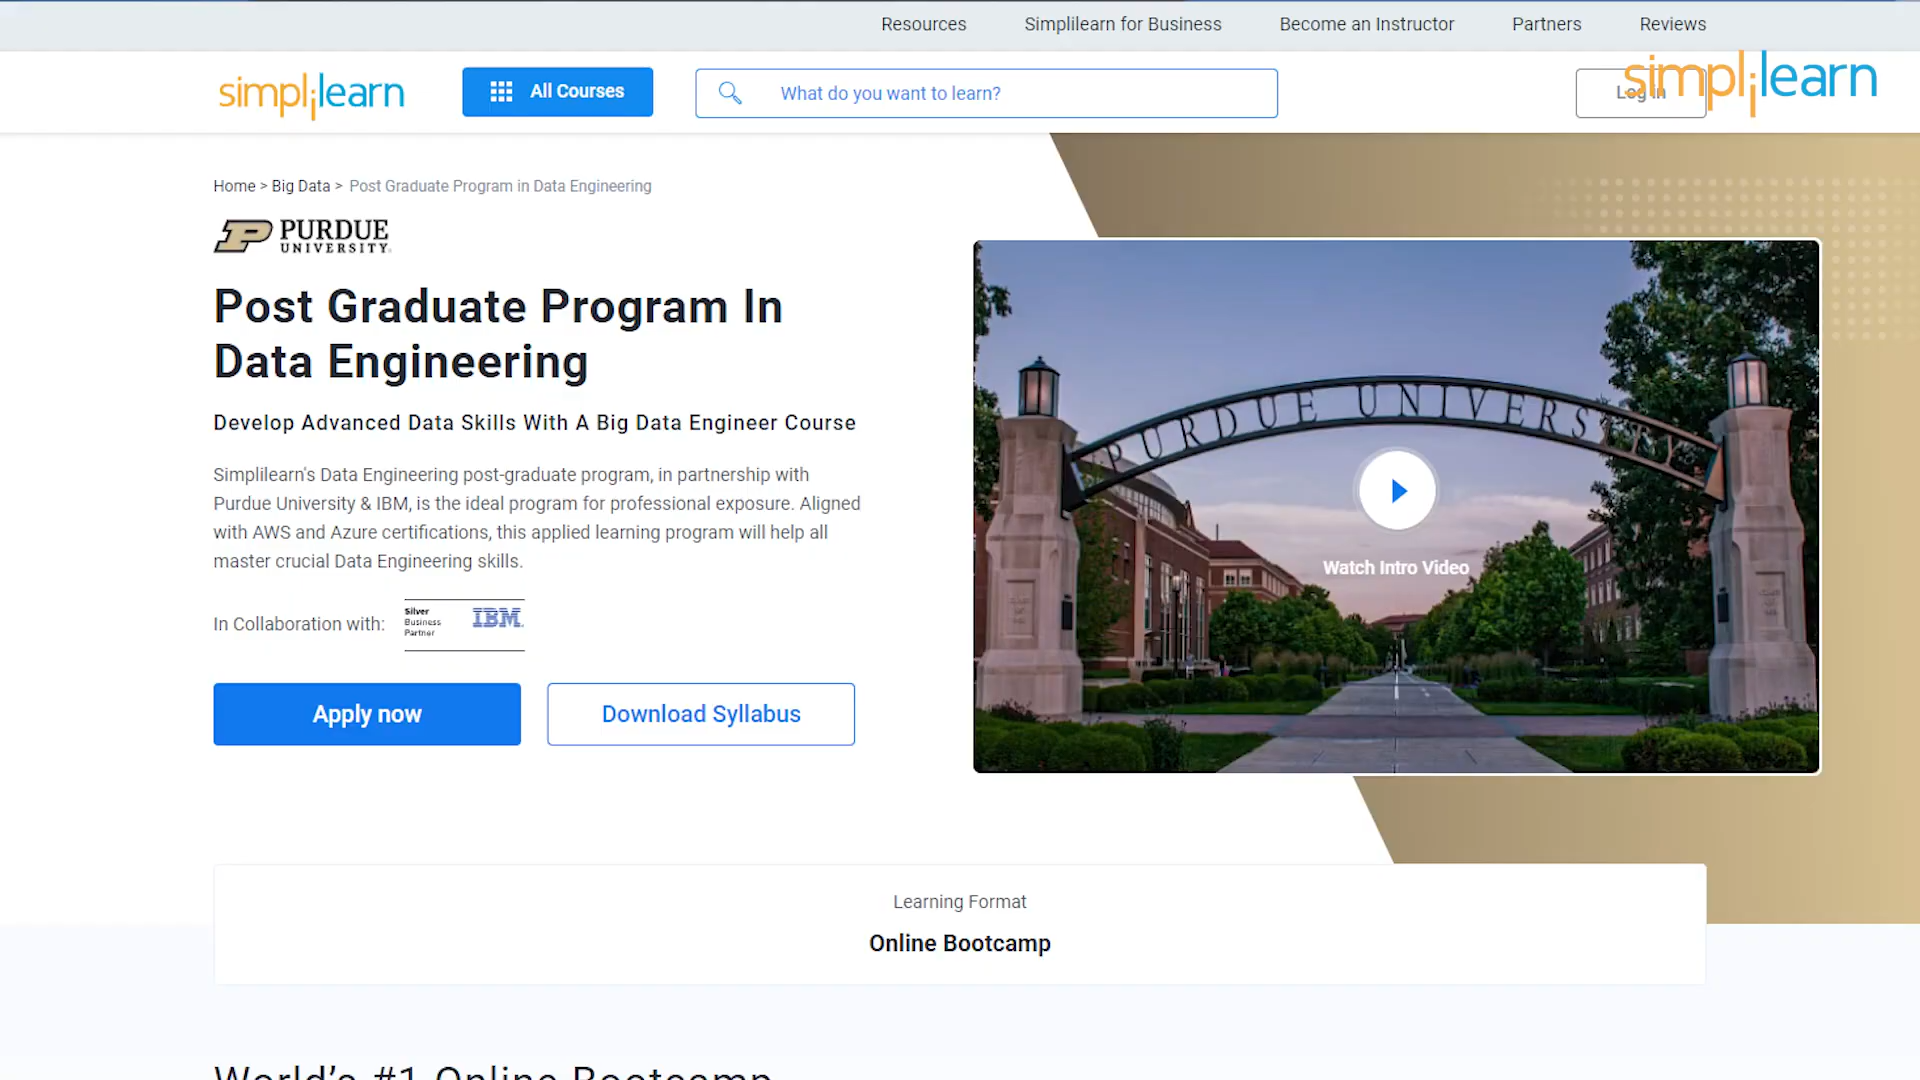 Resources Simplilearn for Business Become an Instructor Partners Reviews
simplilearn All Courses What do you want to learn? Log in simplilearn
Home > Big Data > Post Graduate Program in Data Engineering
PURDUE
UNIVERSITY
Post Graduate Program In
Data Engineering
Develop Advanced Data Skills With A Big Data Engineer Course
Simplilearn's Data Engineering post-graduate program, in partnership with
Purdue University & IBM, is the ideal program for professional exposure. Aligned
with AWS and Azure certifications, this applied learning program will help all
master crucial Data Engineering skills.
In Collaboration with:
Silver
Business
Partner
IBM
Apply now Download Syllabus
PURDUE UNIVERSITY
Watch Intro Video
Learning Format
Online Bootcamp
World's #1 Online Bootcamp